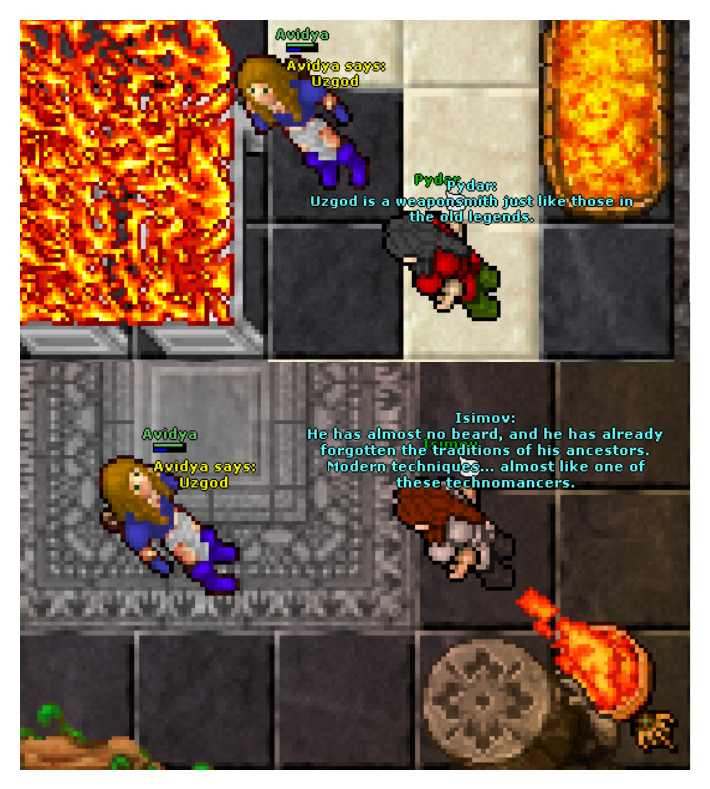 Avidya
Avidya says:
Uzgod
Pydar
Pydar:
Uzgod is a weaponsmith just like those in
the old legends.
Avidya
Avidya says:
Uzgod
Isimov:
He has almost no beard, and he has already
Isimov
forgotten the traditions of his ancestors.
Modern techniques... almost like one of
these technomancers.